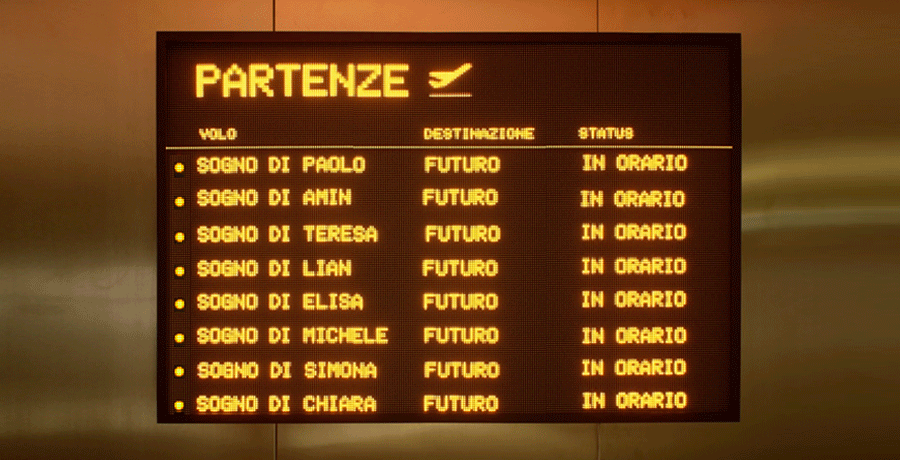 PARTENZE
VOLO DESTINAZIONE STATUS
SOGNO DI PAOLO FUTURO IN ORARIO
SOGNO DI AMIN FUTURO IN ORARIO
SOGNO DI TERESA FUTURO IN ORARIO
SOGNO DI LIAN FUTURO IN ORARIO
SOGNO DI ELISA FUTURO IN ORARIO
SOGNO DI MICHELE FUTURO IN ORARIO
SOGNO DI SIMONA FUTURO IN ORARIO
SOGNO DI CHIARA FUTURO IN ORARIO